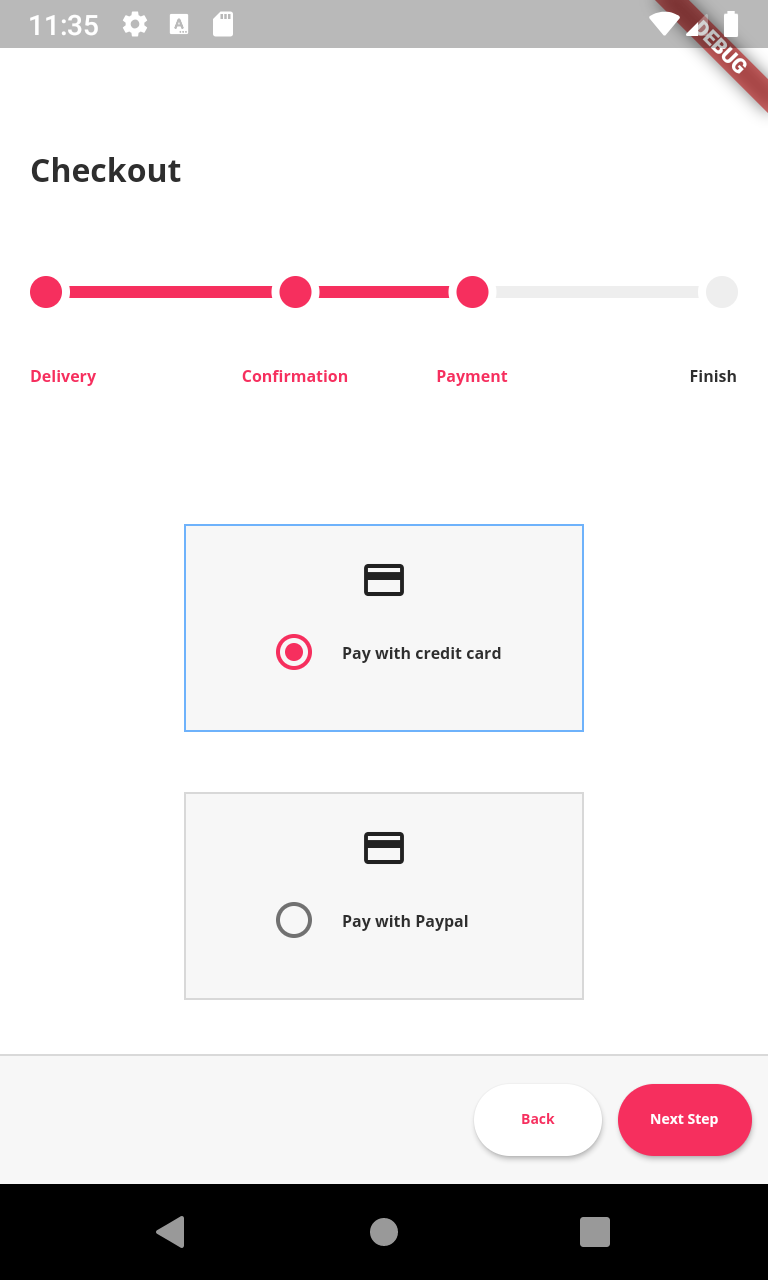 11:35
A
DEBUG
Checkout
Delivery Confirmation Payment Finish
Pay with credit card
Pay with Paypal
Back Next Step